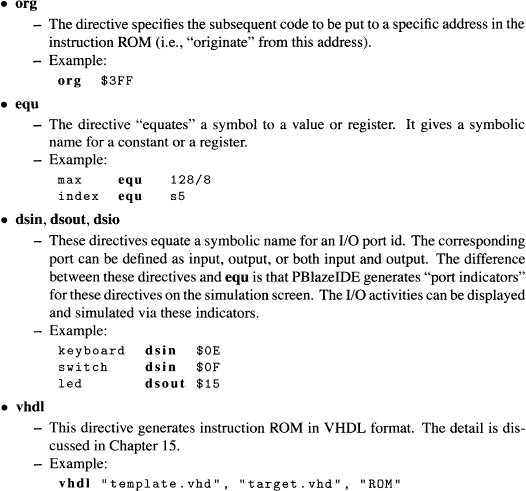 • org
– The directive specifies the subsequent code to be put to a specific address in the
instruction ROM (i.e., “originate” from this address).
– Example:
org $3FF
• equ
– The directive “equates” a symbol to a value or register. It gives a symbolic
name for a constant or a register.
– Example:
max equ 128/8
index equ s5
• dsin, dsout, dsio
– These directives equate a symbolic name for an I/O port id. The corresponding
port can be defined as input, output, or both input and output. The difference
between these directives and equ is that PBlazeIDE generates “port indicators”
for these directives on the simulation screen. The I/O activities can be displayed
and simulated via these indicators.
– Example:
keyboard dsin $0E
switch dsin $0F
led dsout $15
• vhdl
– This directive generates instruction ROM in VHDL format. The detail is dis-
cussed in Chapter 15.
– Example:
vhdl "template.vhd", "target.vhd", "ROM"